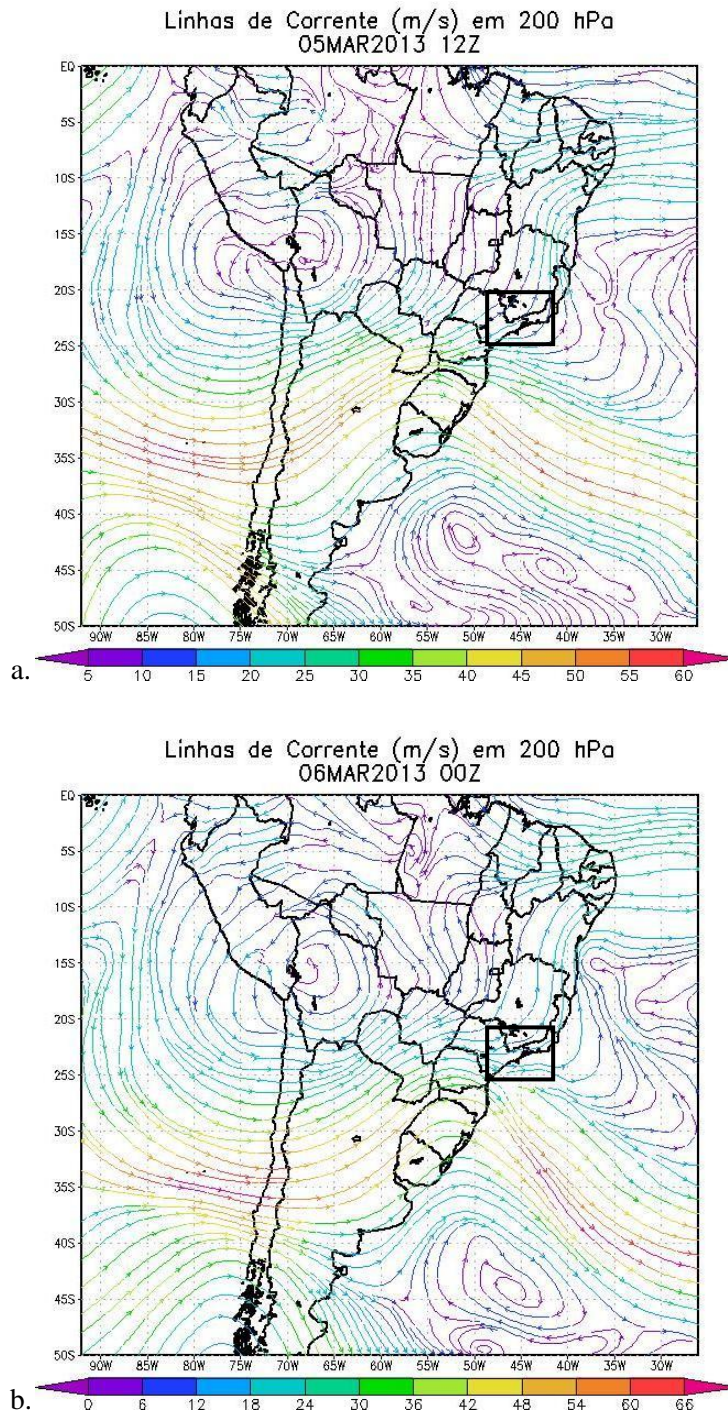 Linhas de Corrente (m/s) em 200 hPa
05MAR2013 12Z
EQ
5S
10S
15S
20S
25S
30S
35S
40S
45S
50S
90W 85W 80W 75W 70W 65W 60W 55W 50W 45W 40W 35W 30W
a.
5 10 15 20 25 30 35 40 45 50 55 60
Linhas de Corrente (m/s) em 200 hPa
06MAR2013 00Z
EQ
5S
10S
15S
20S
25S
30S
35S
40S
45S
50S
90W 85W 80W 75W 70W 65W 60W 55W 50W 45W 40W 35W 30W
b.
0 6 12 18 24 30 36 42 48 54 60 66